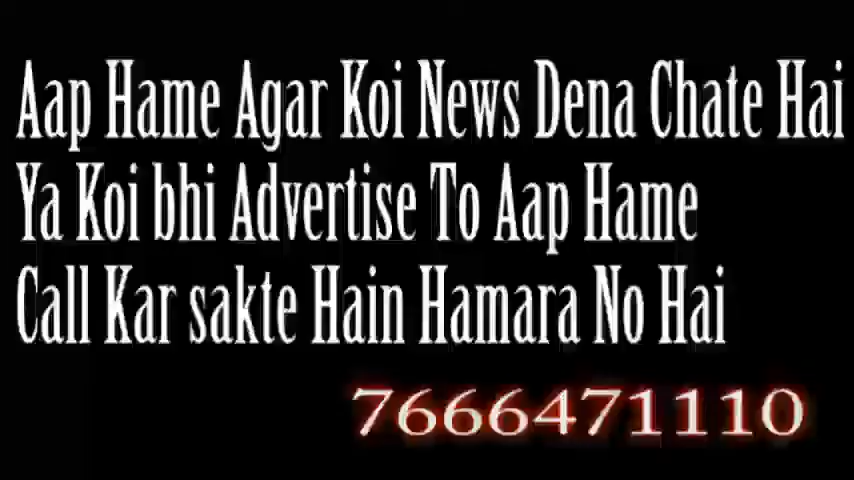 Aap Hame Agar Koi News Dena Chate Hai
Ya Koi bhi Advertise To Aap Hame
Call Kar sakte Hain Hamara No Hai
7666471110